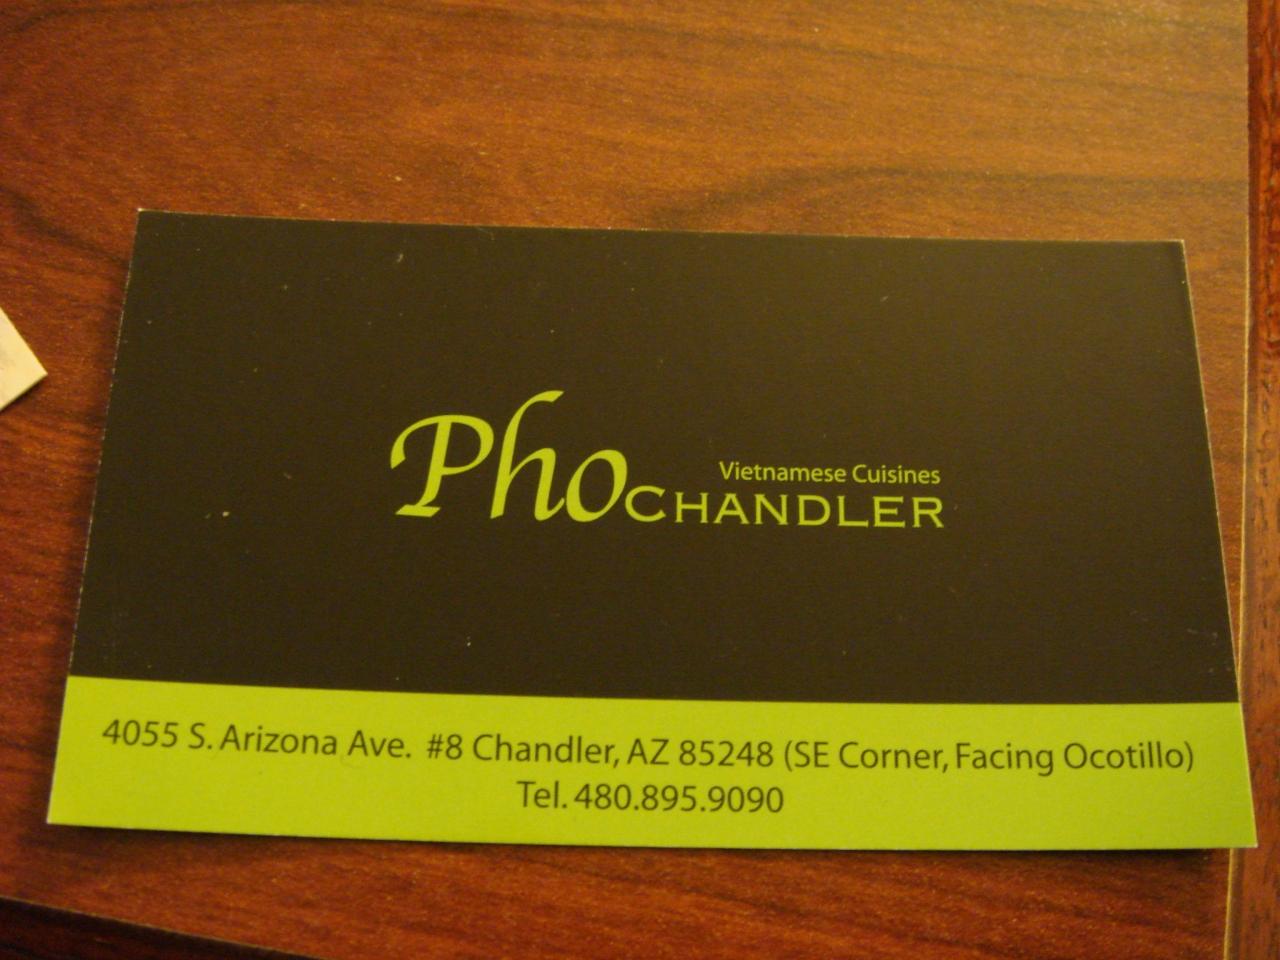 Pho CHANDLER
Vietnamese Cuisines
4055 S. Arizona Ave. #8 Chandler, AZ 85248 (SE Corner, Facing Ocotillo)
Tel. 480.895.9090